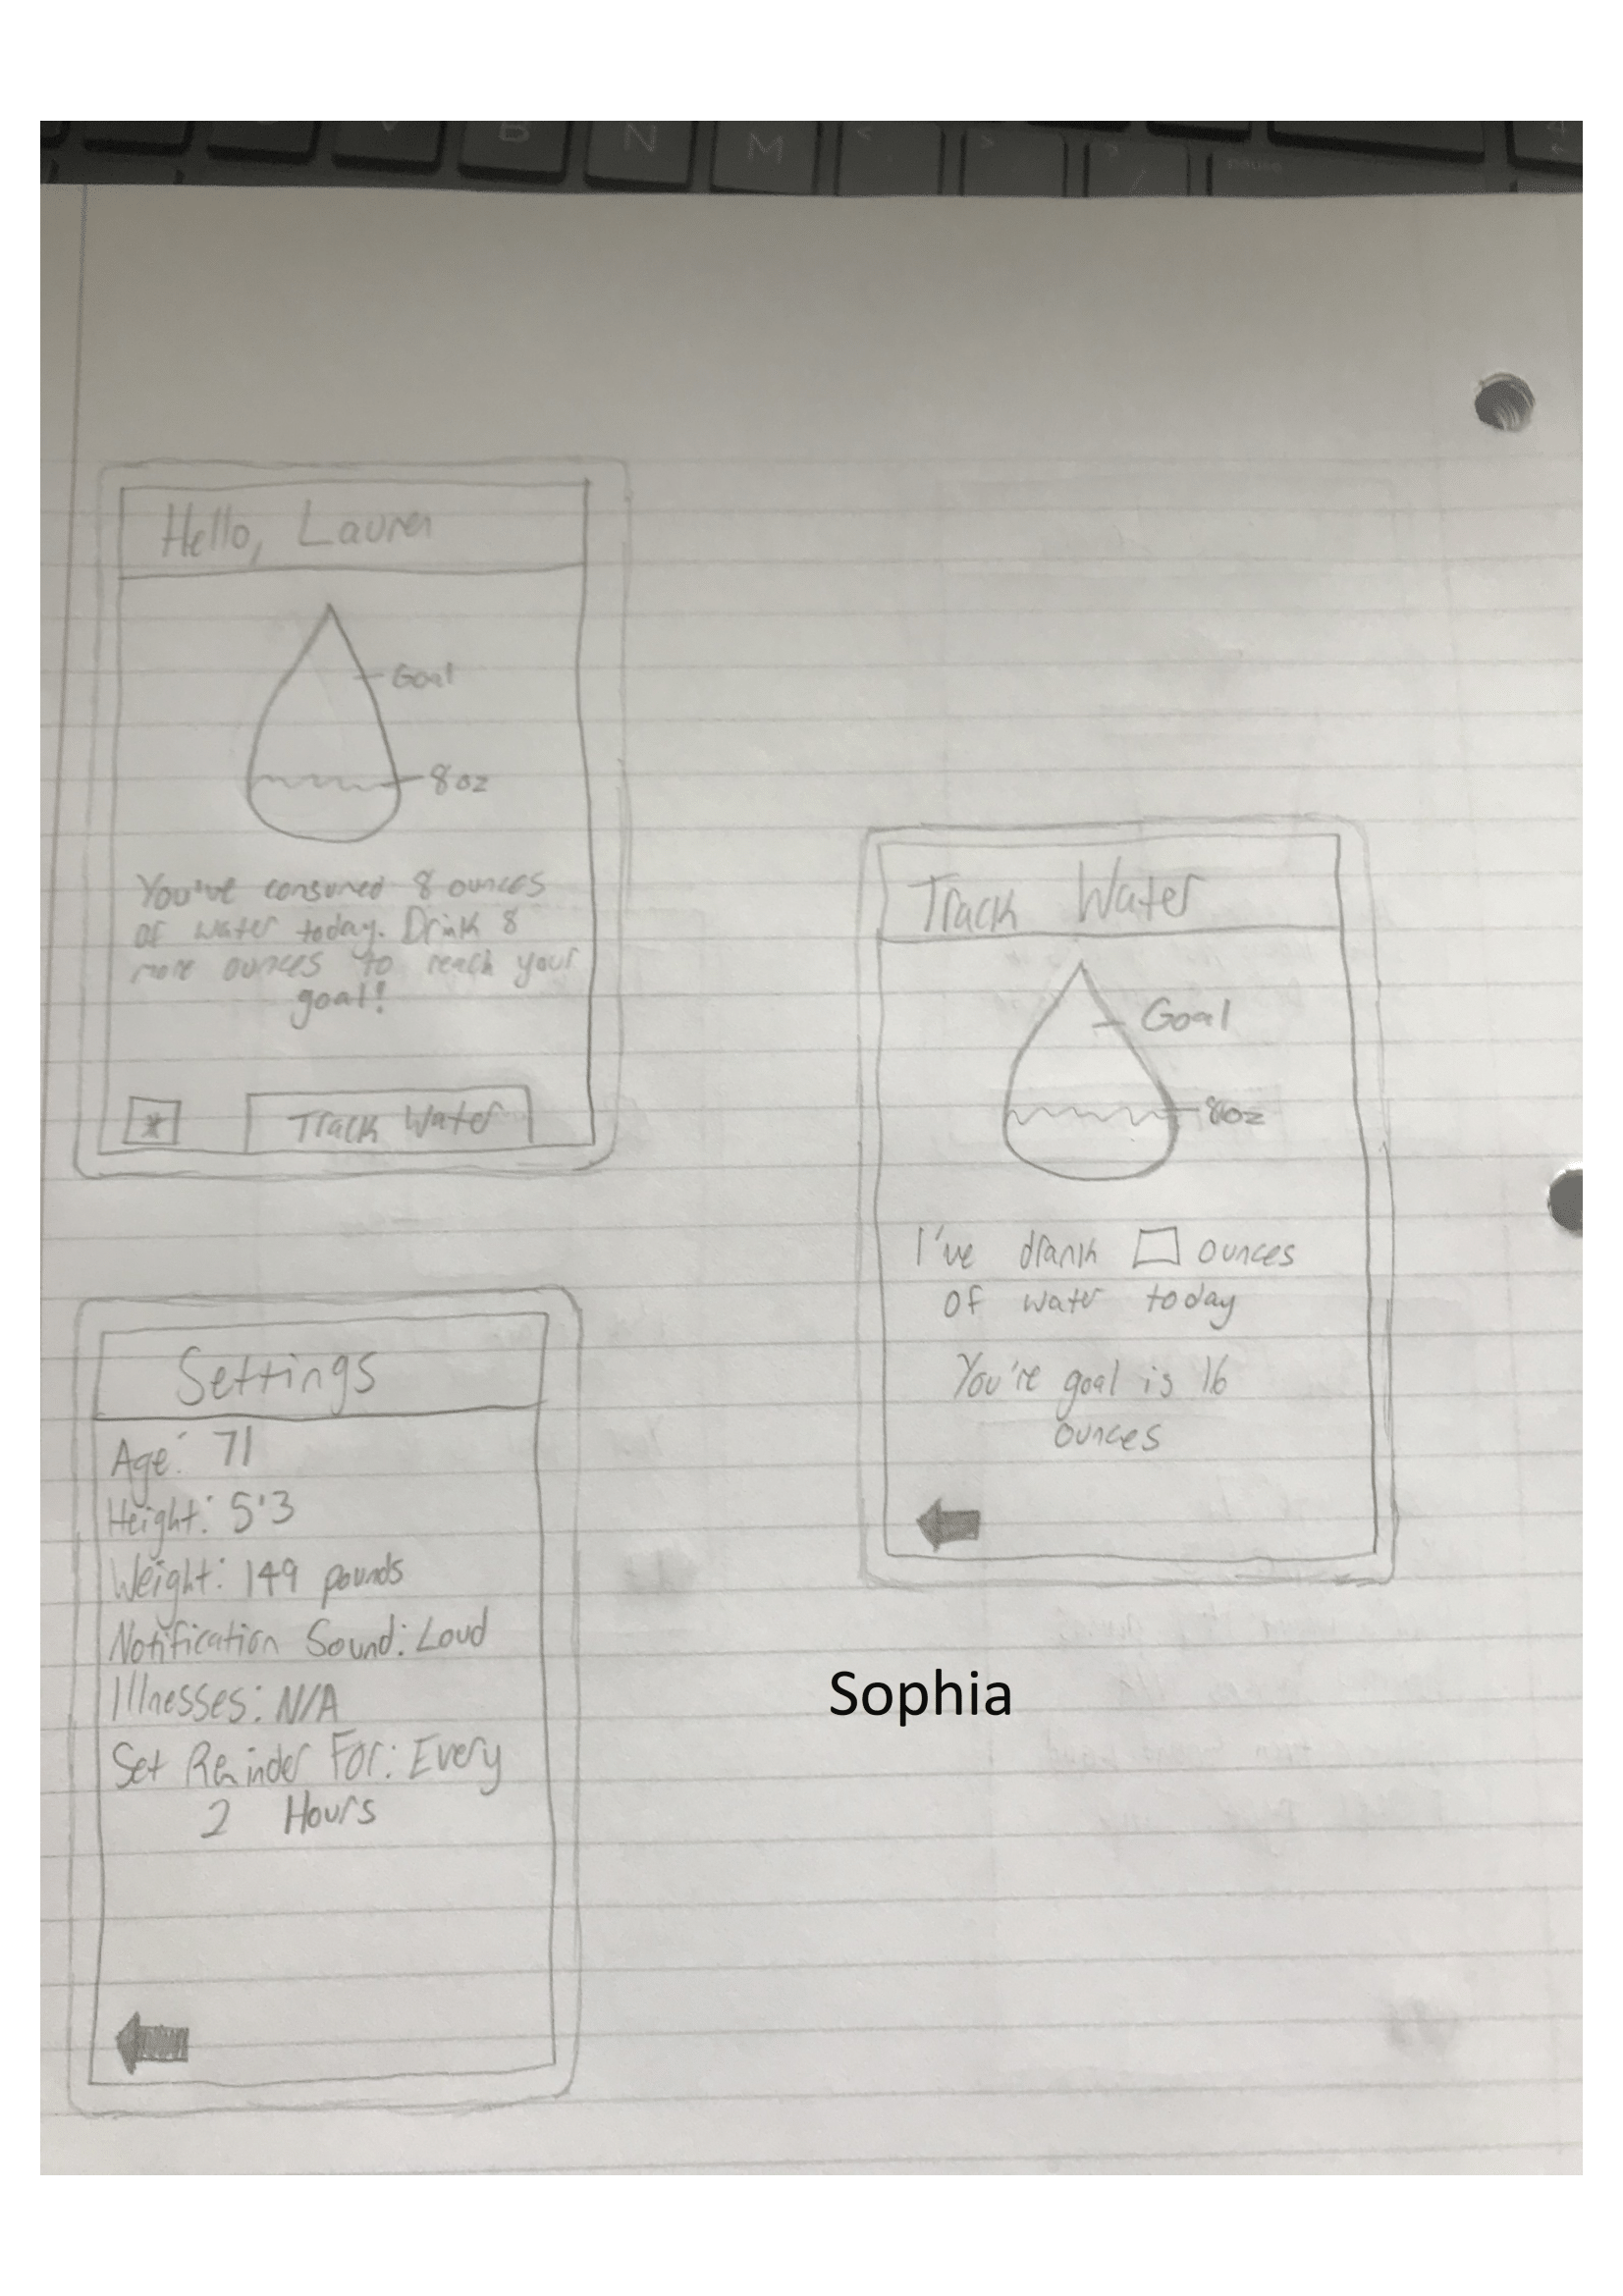 B N M < > ? / pause
Hello, Lauren
Goal
8oz
You've consumed 8 ounces
of water today. Drink 8
more ounces to reach your
goal!
* Track Water
Settings
Age: 71
Height: 5'3
Weight: 149 pounds
Notification Sound: Loud
Illnesses: N/A
Set Reminder For: Every
2 Hours
Track Water
Goal
8oz
I've drank ounces
of water today
You're goal is 16
ounces
Sophia